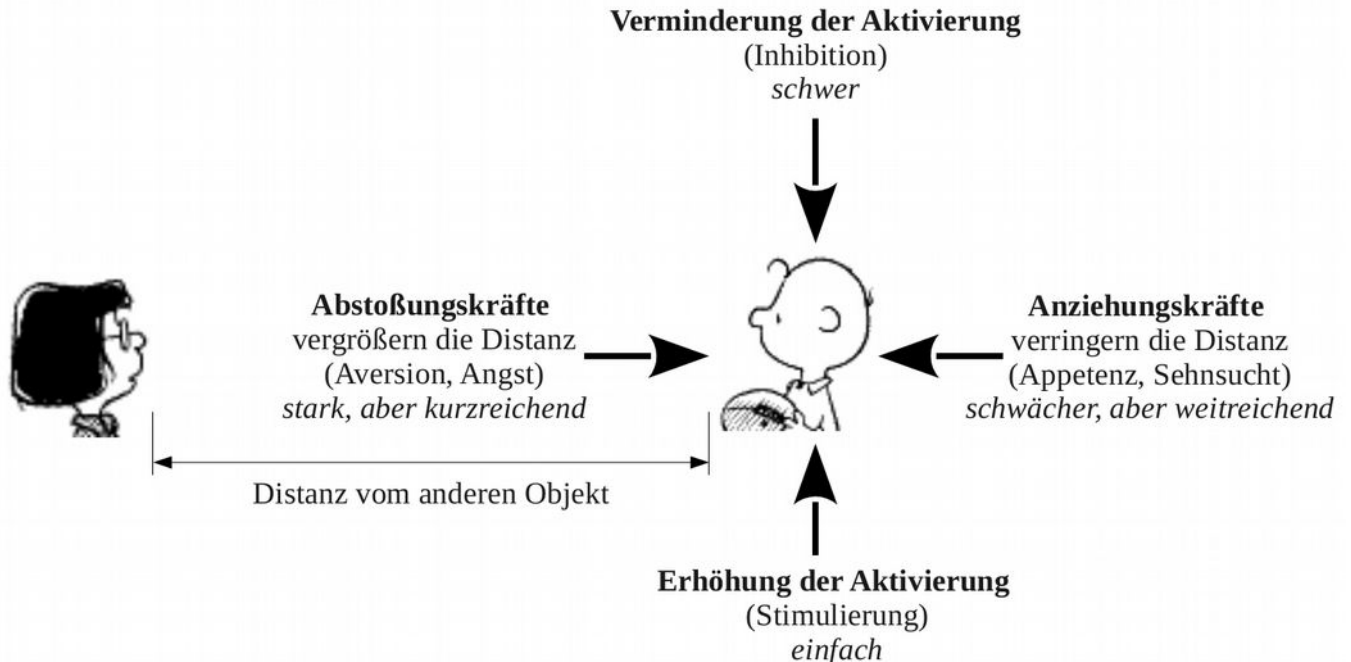 Verminderung der Aktivierung
(Inhibition)
schwer
Abstoßungskräfte
vergrößern die Distanz
(Aversion, Angst)
stark, aber kurzreichend
Anziehungskräfte
verringern die Distanz
(Appetenz, Sehnsucht)
schwächer, aber weitreichend
Distanz vom anderen Objekt
Erhöhung der Aktivierung
(Stimulierung)
einfach